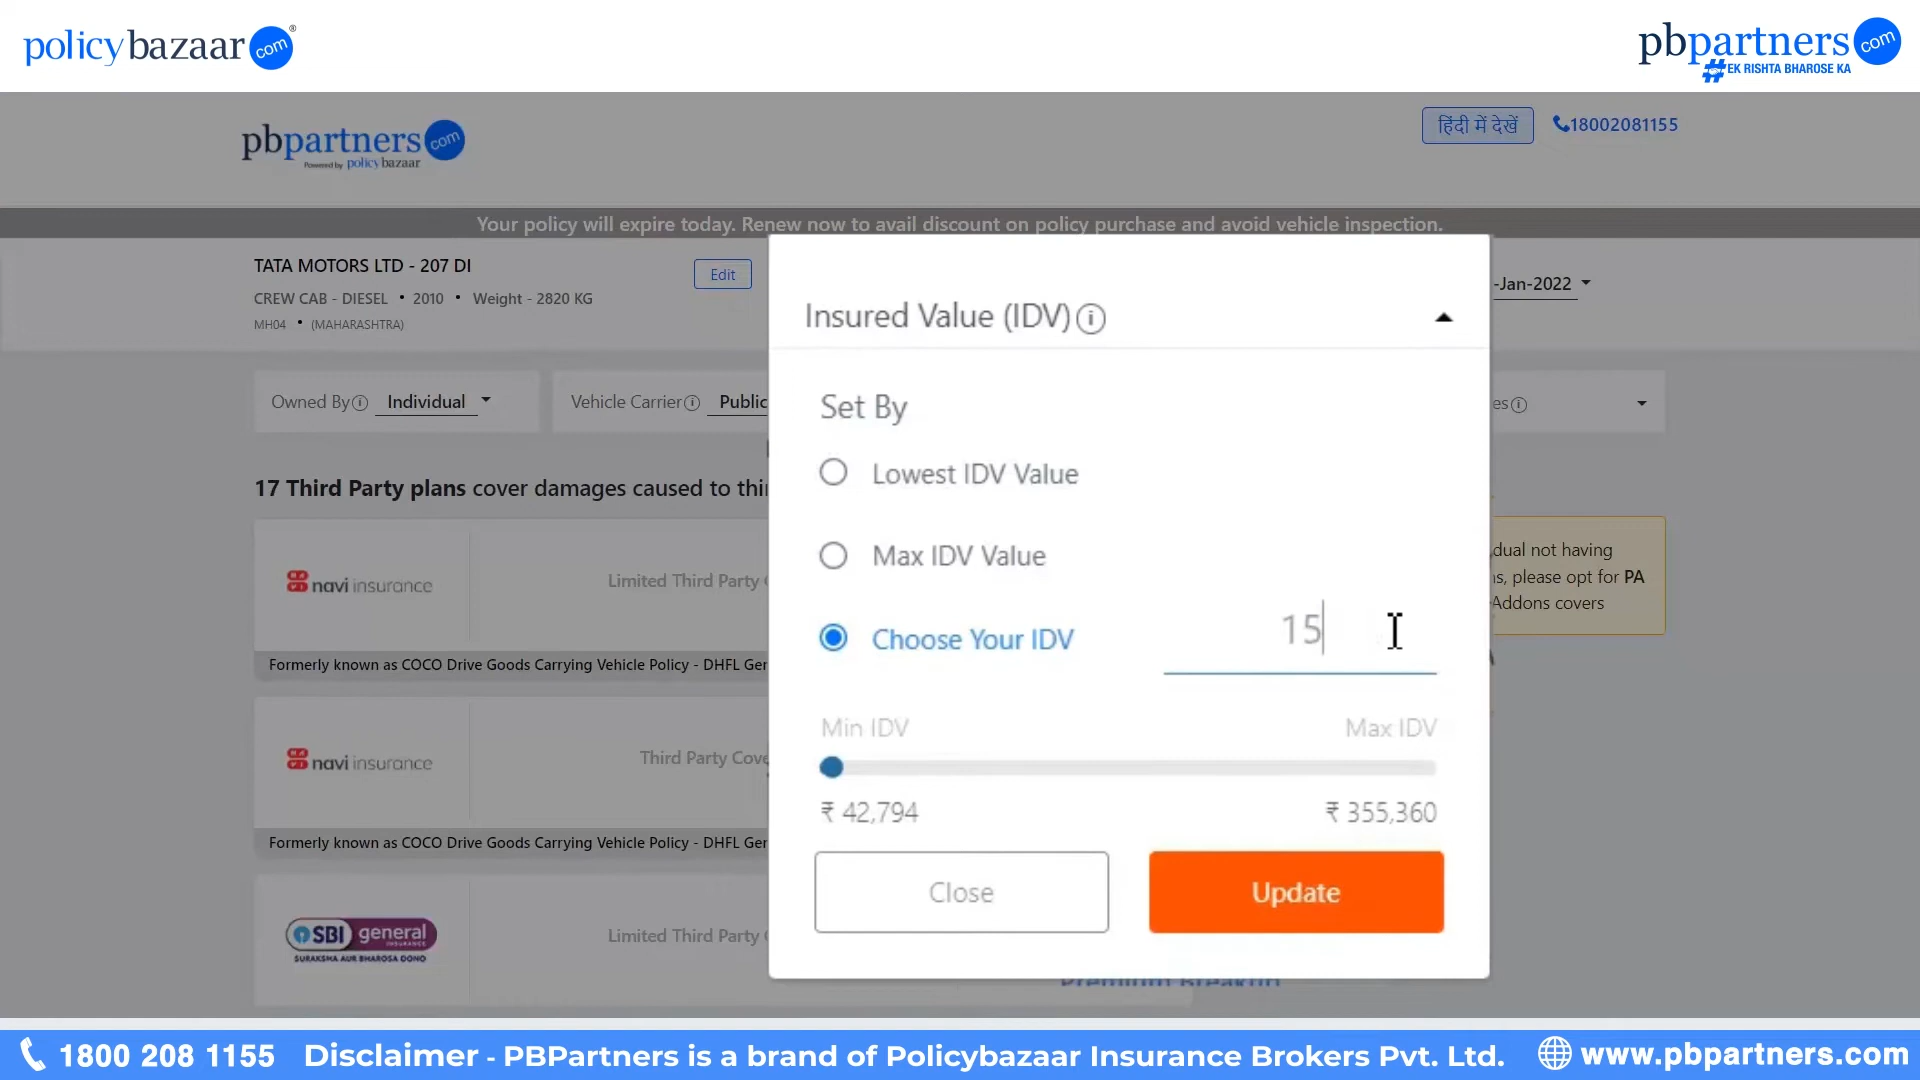 policybazaar.com®
pbpartners.com
#EK RISHTA BHAROSE KA
pbpartners.com
Powered by policybazaar
हिंदी में देखें
18002081155
Your policy will expire today. Renew now to avail discount on policy purchase and avoid vehicle inspection.
TATA MOTORS LTD - 207 DI
Edit
CREW CAB - DIESEL • 2010 • Weight - 2820 KG
MH04 • (MAHARASHTRA)
-Jan-2022
Owned By Individual
Vehicle Carrier Public
17 Third Party plans cover damages caused to thi
navi insurance
Limited Third Party
Formerly known as COCO Drive Goods Carrying Vehicle Policy - DHFL Ger
navi insurance
Third Party Cove
Formerly known as COCO Drive Goods Carrying Vehicle Policy - DHFL Ger
SBI general
INSURANCE
SURAKSHA AUR BHAROSA DONO
Limited Third Party
Insured Value (IDV)
Set By
Lowest IDV Value
Max IDV Value
Choose Your IDV 15
Min IDV Max IDV
₹ 42,794 ₹ 355,360
Close Update
Premium Breakup
es
dual not having
s, please opt for PA
Addons covers
1800 208 1155 Disclaimer - PBPartners is a brand of Policybazaar Insurance Brokers Pvt. Ltd. www.pbpartners.com